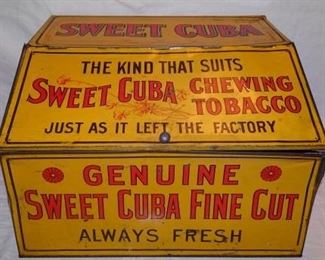 SWEET CUBA
THE KIND THAT SUITS
SWEET CUBA CHEWING
TOBACCO
JUST AS IT LEFT THE FACTORY
GENUINE
SWEET CUBA FINE CUT
ALWAYS FRESH